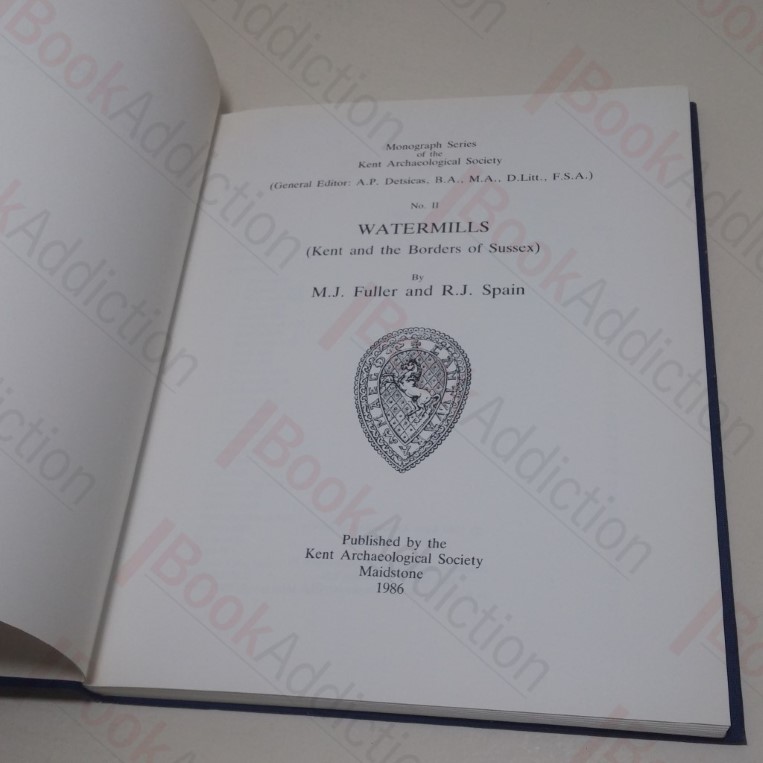 Monograph Series
of the
Kent Archaeological Society
(General Editor: A.P. Detsicas, B.A., M.A., D.Litt., F.S.A.)
No. II
WATERMILLS
(Kent and the Borders of Sussex)
By
M.J. Fuller and R.J. Spain
Published by the
Kent Archaeological Society
Maidstone
1986
BookAddiction